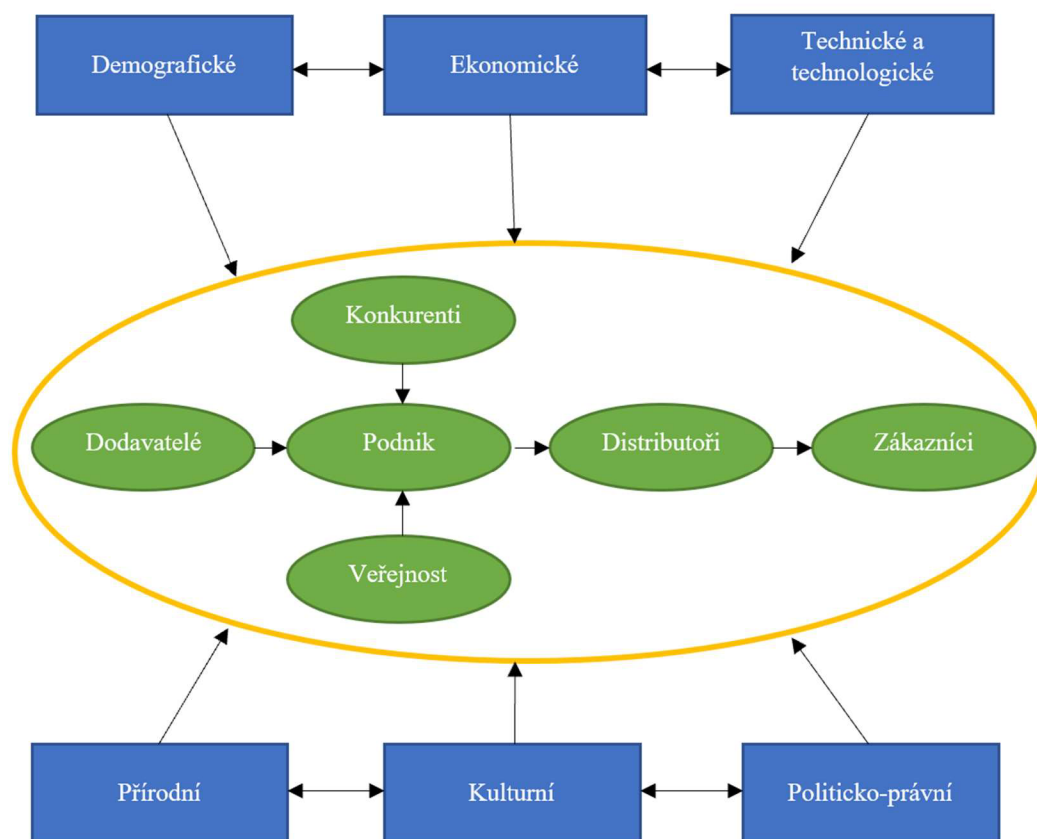 Demografické
Ekonomické
Technické a
technologické
Konkurenti
Dodavatelé
Podnik
Distributoři
Zákazníci
Veřejnost
Přírodní
Kulturní
Politicko-právní